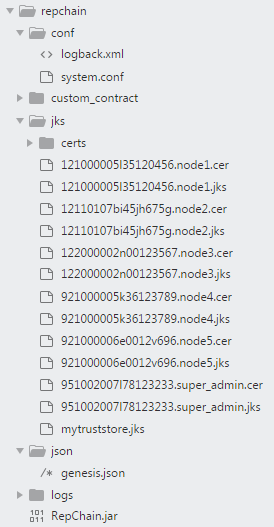 repchain
conf
<> logback.xml
system.conf
custom_contract
jks
certs
121000005l35120456.node1.cer
121000005l35120456.node1.jks
12110107bi45jh675g.node2.cer
12110107bi45jh675g.node2.jks
122000002n00123567.node3.cer
122000002n00123567.node3.jks
921000005k36123789.node4.cer
921000005k36123789.node4.jks
921000006e0012v696.node5.cer
921000006e0012v696.node5.jks
951002007l78123233.super_admin.cer
951002007l78123233.super_admin.jks
mytruststore.jks
json
/* genesis.json
logs
101 010 RepChain.jar